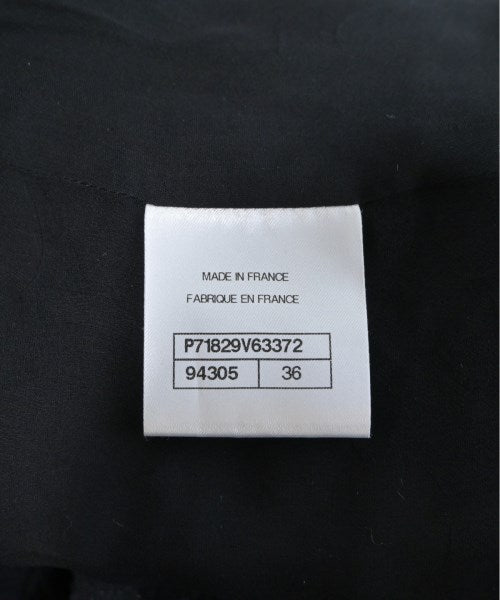 MADE IN FRANCE
FABRIQUE EN FRANCE
P71829V63372
94305 36